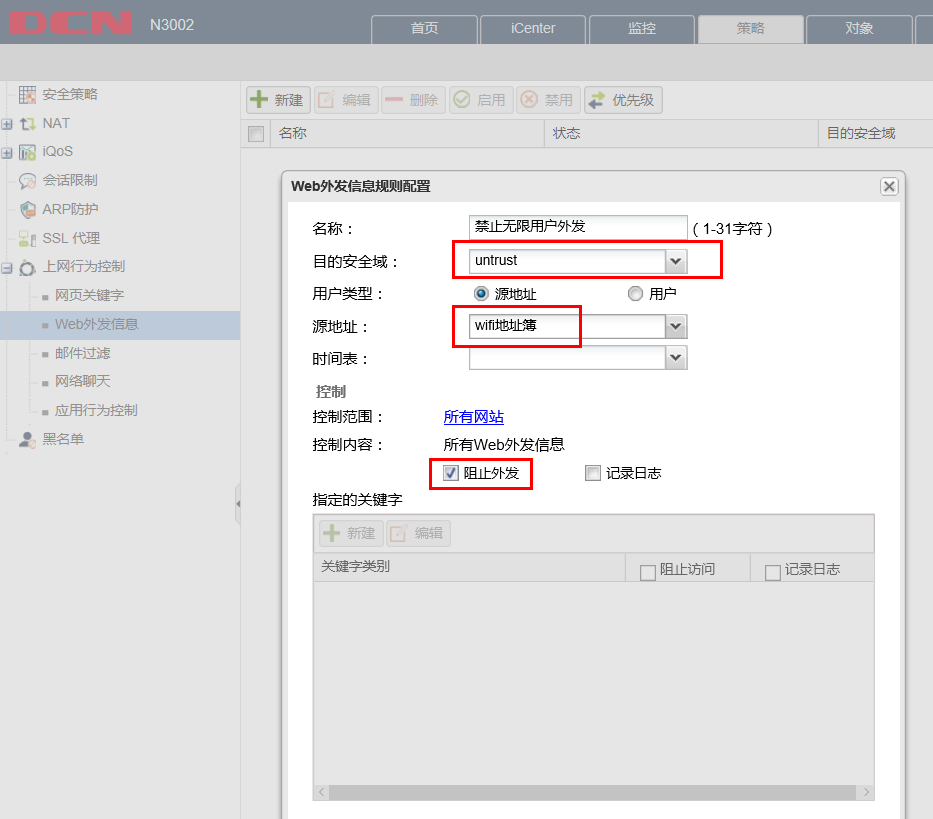 DCN N3002 首页 iCenter 监控 策略 对象
安全策略
NAT
iQoS
会话限制
ARP防护
SSL 代理
上网行为控制
网页关键字
Web外发信息
邮件过滤
网络聊天
应用行为控制
黑名单
新建 编辑 删除 启用 禁用 优先级
名称 状态 目的安全域
Web外发信息规则配置
名称： 禁止无限用户外发 ( 1-31字符 )
目的安全域： untrust
用户类型： 源地址 用户
源地址： wifi地址簿
时间表：
控制
控制范围： 所有网站
控制内容： 所有Web外发信息
阻止外发 记录日志
指定的关键字
新建 编辑
关键字类别 阻止访问 记录日志